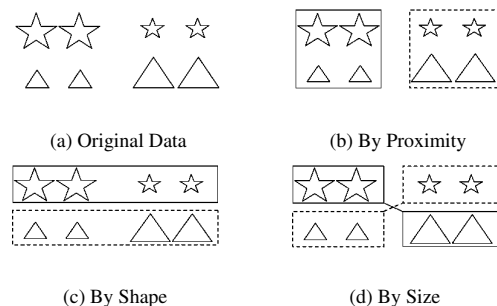 (a) Original Data
(b) By Proximity
(c) By Shape
(d) By Size